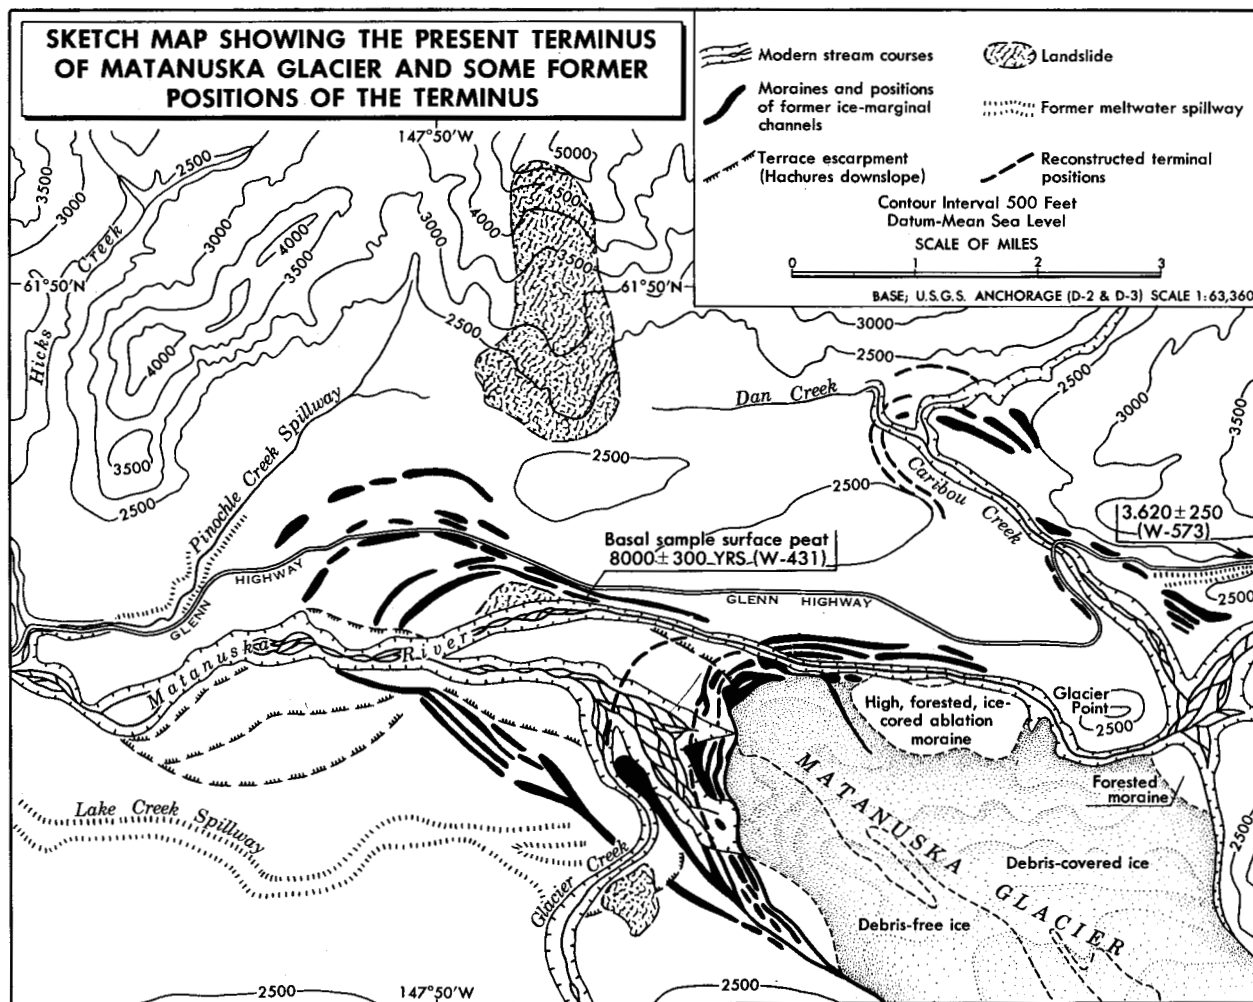 SKETCH MAP SHOWING THE PRESENT TERMINUS
OF MATANUSKA GLACIER AND SOME FORMER
POSITIONS OF THE TERMINUS
Modern stream courses
Landslide
Moraines and positions
of former ice-marginal
channels
Former meltwater spillway
Terrace escarpment
(Hachures downslope)
Reconstructed terminal
positions
Contour Interval 500 Feet
Datum-Mean Sea Level
SCALE OF MILES
0 1 2 3
BASE; U.S.G.S. ANCHORAGE (D-2 & D-3) SCALE 1:63,360
147°50'W
2500
3500
3000
5000
4500
4000
3000
4000
3500
3000
3500
Hicks Creek
61°50'N
61°50'N
2500
4000
3000
2500
2500
3000
3500
Dan Creek
3500
2500
Pinochle Creek Spillway
2500
2500
Caribou Creek
3.620±250
(W-573)
Basal sample surface peat
8000±300 YRS. (W-431)
HIGHWAY
GLENN
GLENN HIGHWAY
2500
Matanuska River
High, forested, ice-
cored ablation
moraine
Glacier
Point
2500
Forested
moraine
MATANUSKA GLACIER
Lake Creek Spillway
Glacier Creek
Debris-covered ice
Debris-free ice
2500
2500
147°50'W
2500